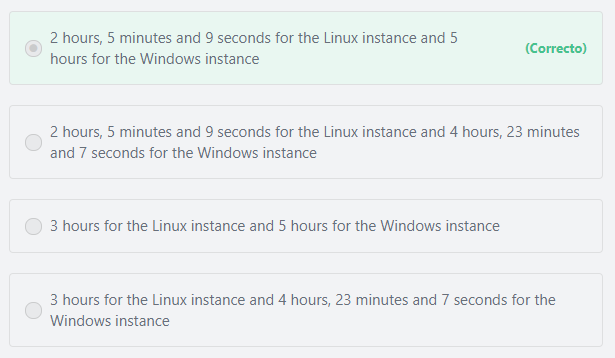 2 hours, 5 minutes and 9 seconds for the Linux instance and 5
hours for the Windows instance
(Correcto)
2 hours, 5 minutes and 9 seconds for the Linux instance and 4 hours, 23 minutes
and 7 seconds for the Windows instance
3 hours for the Linux instance and 5 hours for the Windows instance
3 hours for the Linux instance and 4 hours, 23 minutes and 7 seconds for the
Windows instance